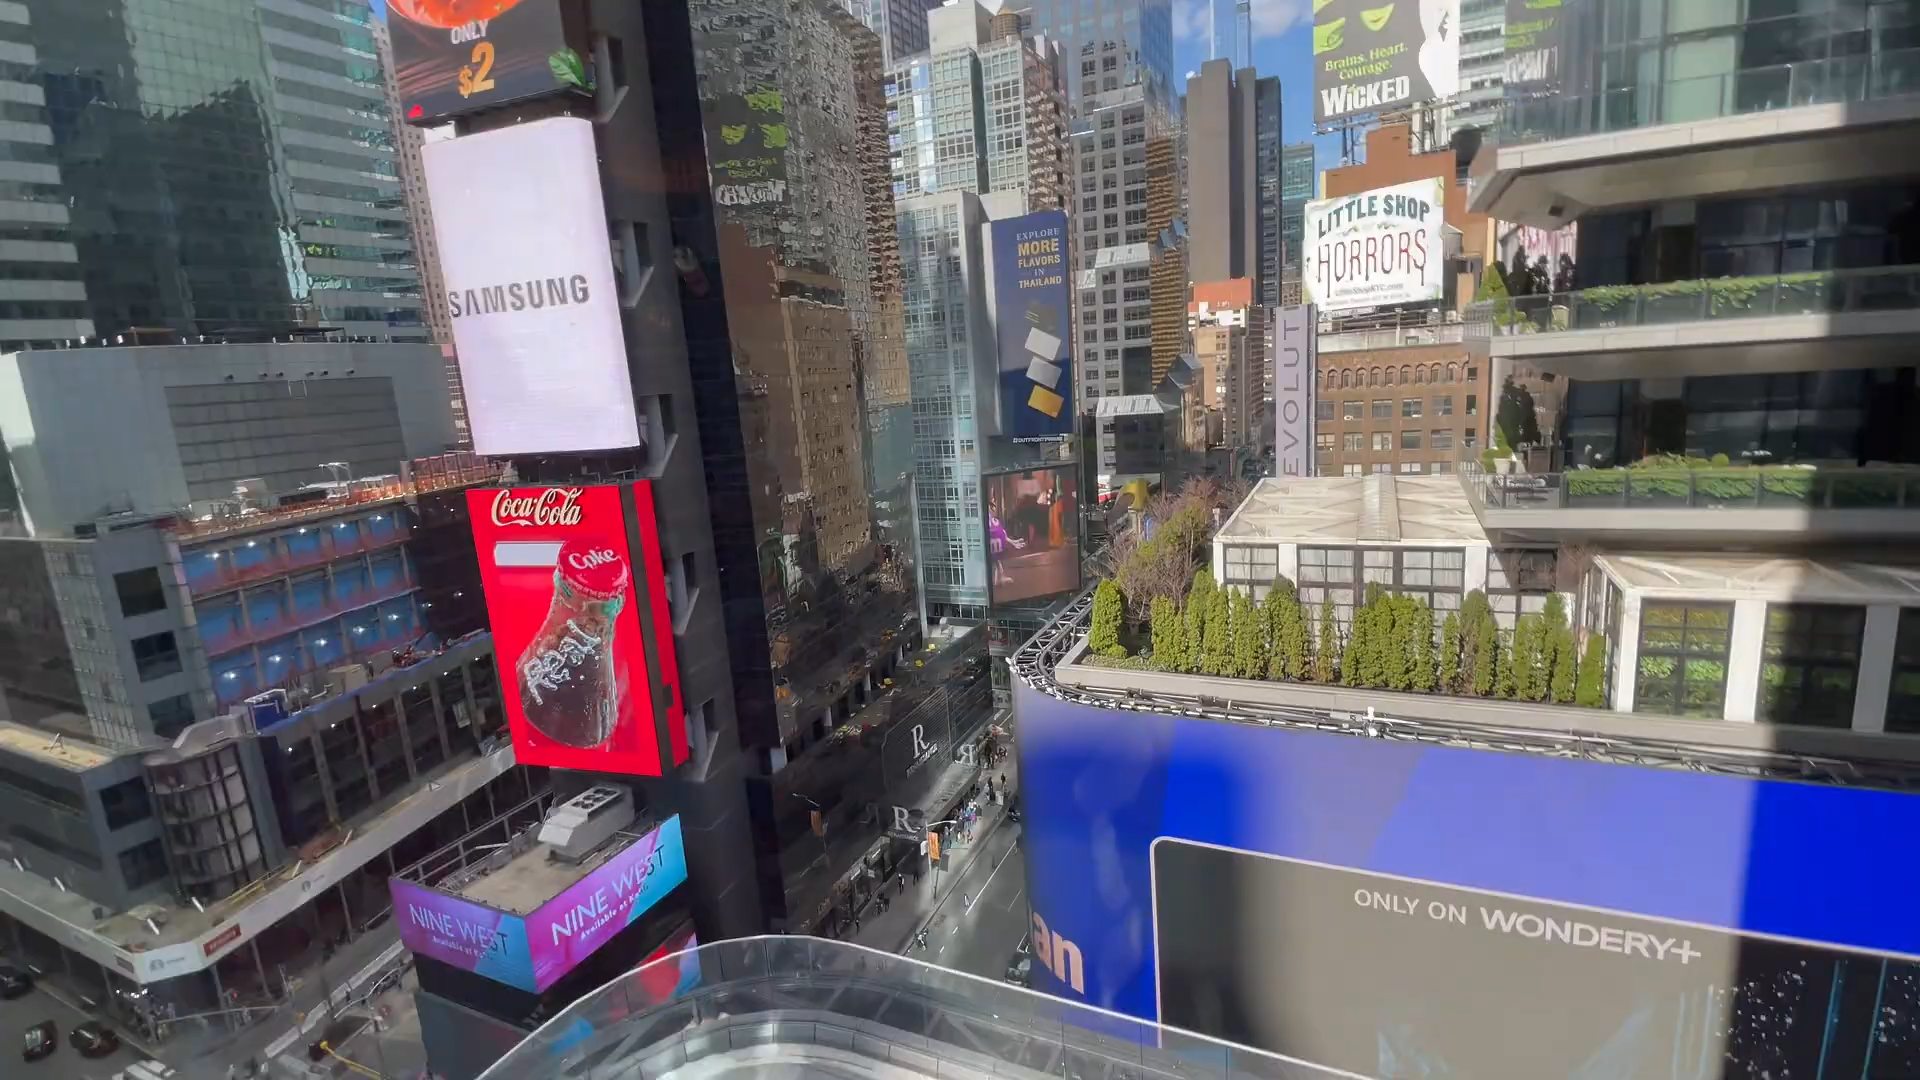 ONLY
$2
SAMSUNG
Coca-Cola
Coke
Real
NINE WEST
NINE WEST
EXPLORE
MORE
FLAVORS
IN
THAILAND
Brains. Heart.
Courage.
WICKED
LITTLE SHOP
HORRORS
EVOLUTI
R
R
an
ONLY ON WONDERY+